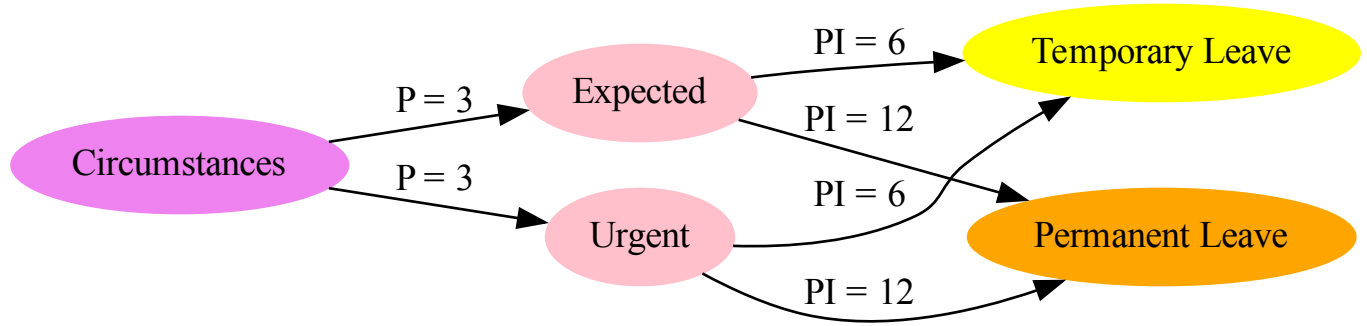 PI = 6
Temporary Leave
P = 3
Expected
PI = 12
Circumstances
P = 3
PI = 6
Urgent
Permanent Leave
PI = 12